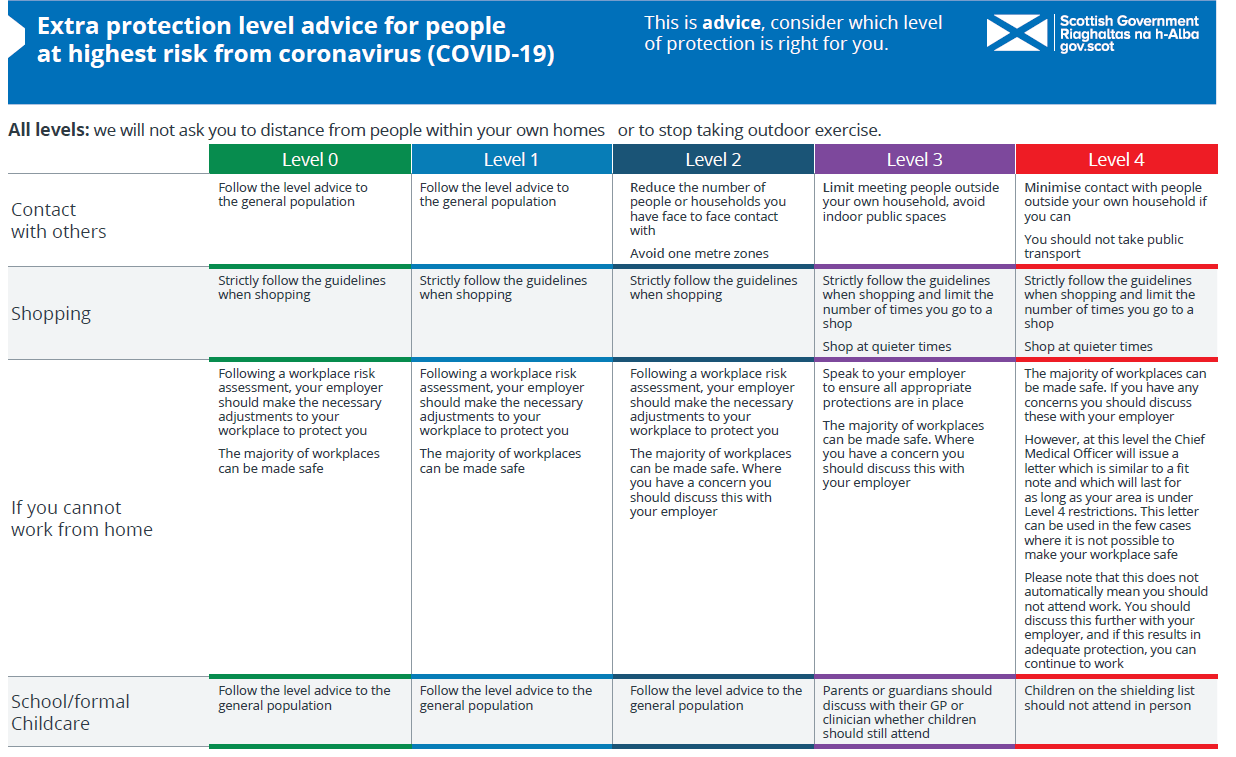 Extra protection level advice for people
at highest risk from coronavirus (COVID-19)
This is advice, consider which level
of protection is right for you.
Scottish Government
Riaghaltas na h-Alba
gov.scot
All levels: we will not ask you to distance from people within your own homes or to stop taking outdoor exercise.
Level 0
Level 1
Level 2
Level 3
Level 4
Contact
with others
Follow the level advice to
the general population
Follow the level advice to
the general population
Reduce the number of
people or households you
have face to face contact
with
Avoid one metre zones
Limit meeting people outside
your own household, avoid
indoor public spaces
Minimise contact with people
outside your own household if
you can
You should not take public
transport
Shopping
Strictly follow the guidelines
when shopping
Strictly follow the guidelines
when shopping
Strictly follow the guidelines
when shopping
Strictly follow the guidelines
when shopping and limit the
number of times you go to a
shop
Shop at quieter times
Strictly follow the guidelines
when shopping and limit the
number of times you go to a
shop
Shop at quieter times
If you cannot
work from home
Following a workplace risk
assessment, your employer
should make the necessary
adjustments to your
workplace to protect you
The majority of workplaces
can be made safe
Following a workplace risk
assessment, your employer
should make the necessary
adjustments to your
workplace to protect you
The majority of workplaces
can be made safe
Following a workplace risk
assessment, your employer
should make the necessary
adjustments to your
workplace to protect you
The majority of workplaces
can be made safe. Where
you have a concern you
should discuss this with
your employer
Speak to your employer
to ensure all appropriate
protections are in place
The majority of workplaces
can be made safe. Where
you have a concern you
should discuss this with
your employer
The majority of workplaces can
be made safe. If you have any
concerns you should discuss
these with your employer
However, at this level the Chief
Medical Officer will issue a
letter which is similar to a fit
note and which will last for
as long as your area is under
Level 4 restrictions. This letter
can be used in the few cases
where it is not possible to
make your workplace safe
Please note that this does not
automatically mean you should
not attend work. You should
discuss this further with your
employer, and if this results in
adequate protection, you can
continue to work
School/formal
Childcare
Follow the level advice to the
general population
Follow the level advice to the
general population
Follow the level advice to the
general population
Parents or guardians should
discuss with their GP or
clinician whether children
should still attend
Children on the shielding list
should not attend in person